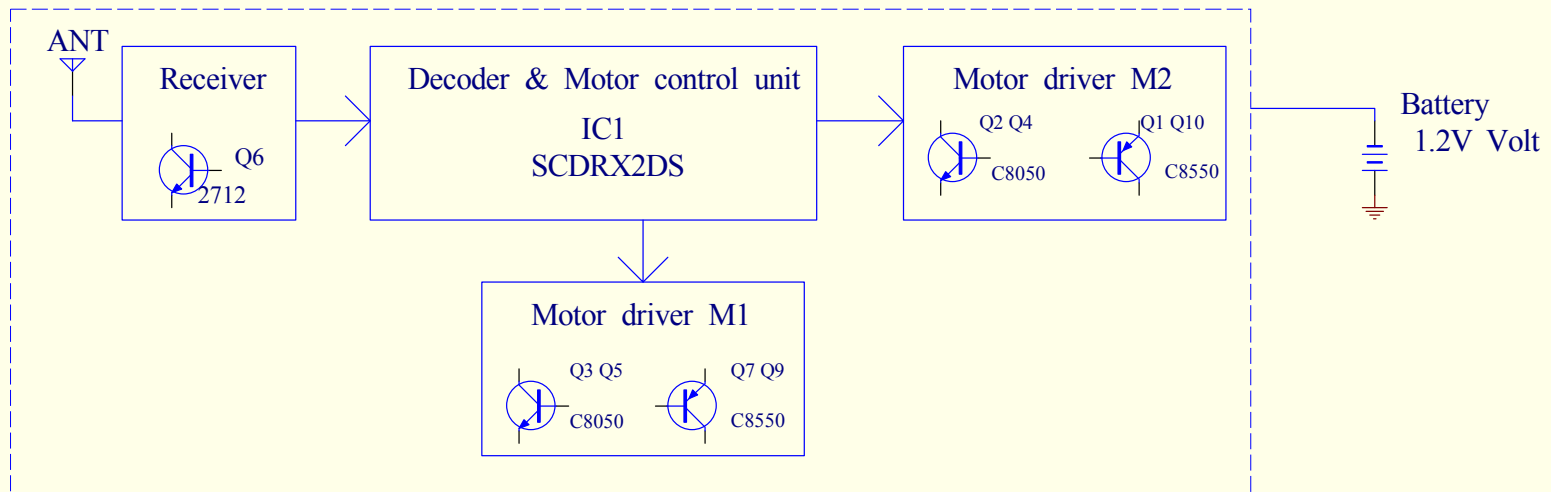 ANT
Receiver
Q6
2712
Decoder & Motor control unit
IC1
SCDRX2DS
Motor driver M2
Q2 Q4
C8050
Q1 Q10
C8550
Battery
1.2V Volt
Motor driver M1
Q3 Q5
C8050
Q7 Q9
C8550